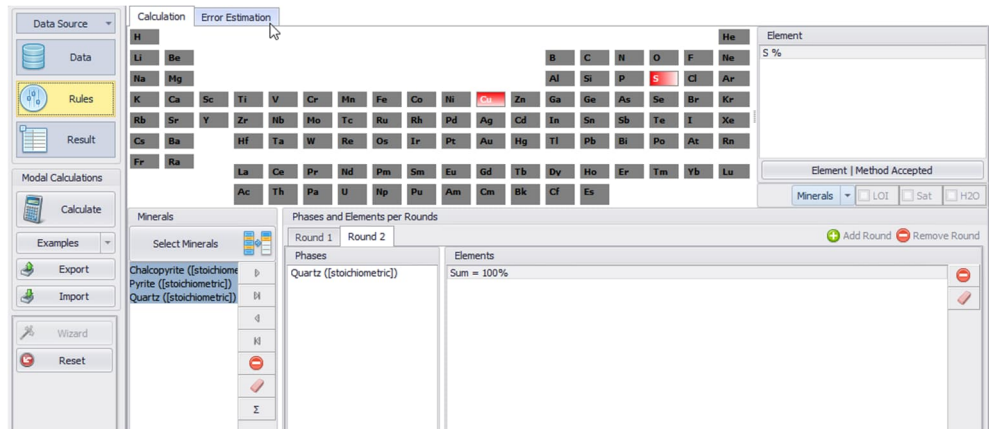 Data Source
Data
Rules
Result
Modal Calculations
Calculate
Examples
Export
Import
Wizard
Reset
Calculation Error Estimation
H He
Li Be B C N O F Ne
Na Mg Al Si P S Cl Ar
K Ca Sc Ti V Cr Mn Fe Co Ni Cu Zn Ga Ge As Se Br Kr
Rb Sr Y Zr Nb Mo Tc Ru Rh Pd Ag Cd In Sn Sb Te I Xe
Cs Ba Hf Ta W Re Os Ir Pt Au Hg Tl Pb Bi Po At Rn
Fr Ra
La Ce Pr Nd Pm Sm Eu Gd Tb Dy Ho Er Tm Yb Lu
Ac Th Pa U Np Pu Am Cm Bk Cf Es
Element
S %
Element | Method Accepted
Minerals LOI Sat H2O
Minerals
Select Minerals
Chalcopyrite ([stoichiome
Pyrite ([stoichiometric])
Quartz ([stoichiometric])
Σ
Phases and Elements per Rounds
Round 1 Round 2
Add Round Remove Round
Phases
Quartz ([stoichiometric])
Elements
Sum = 100%